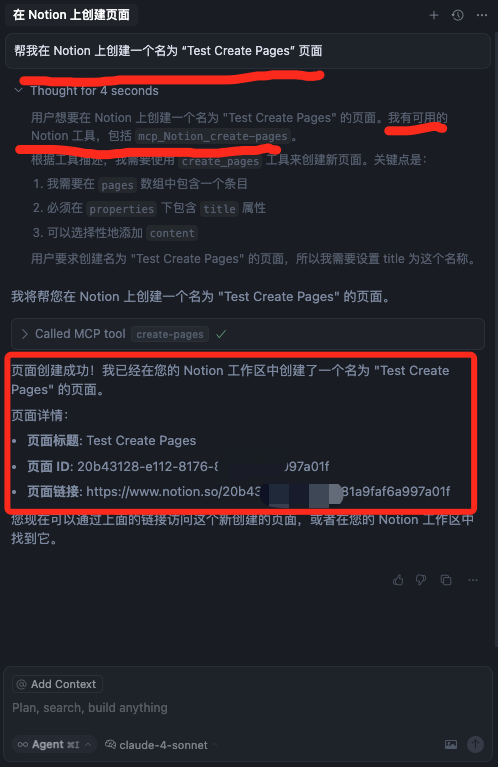 在 Notion 上创建页面
帮我在 Notion 上创建一个名为 “Test Create Pages” 页面
Thought for 4 seconds
用户想要在 Notion 上创建一个名为 "Test Create Pages" 的页面。我有可用的
Notion 工具，包括 mcp_Notion_create-pages 。
根据工具描述，我需要使用 create_pages 工具来创建新页面。关键点是：
1. 我需要在 pages 数组中包含一个条目
2. 必须在 properties 下包含 title 属性
3. 可以选择性地添加 content
用户要求创建名为 "Test Create Pages" 的页面，所以我需要设置 title 为这个名称。
我将帮您在 Notion 上创建一个名为 "Test Create Pages" 的页面。
Called MCP tool create-pages
页面创建成功！我已经在您的 Notion 工作区中创建了一个名为 "Test Create
Pages" 的页面。
页面详情：
• 页面标题: Test Create Pages
• 页面 ID: 20b43128-e112-8176- 97a01f
• 页面链接: https://www.notion.so/20b43 81a9faf6a997a01f
您现在可以通过上面的链接访问这个新创建的页面，或者在您的 Notion 工作区中
找到它。
@ Add Context
Plan, search, build anything
∞ Agent ⌘I claude-4-sonnet